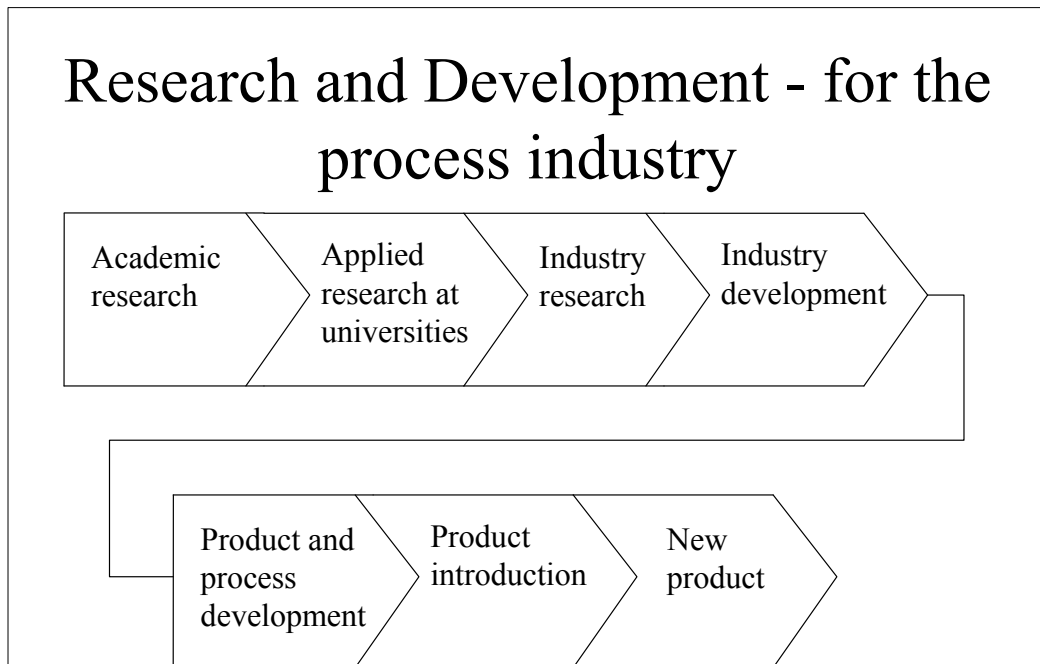 Research and Development - for the
process industry
Academic
research
Applied
research at
universities
Industry
research
Industry
development
Product and
process
development
Product
introduction
New
product